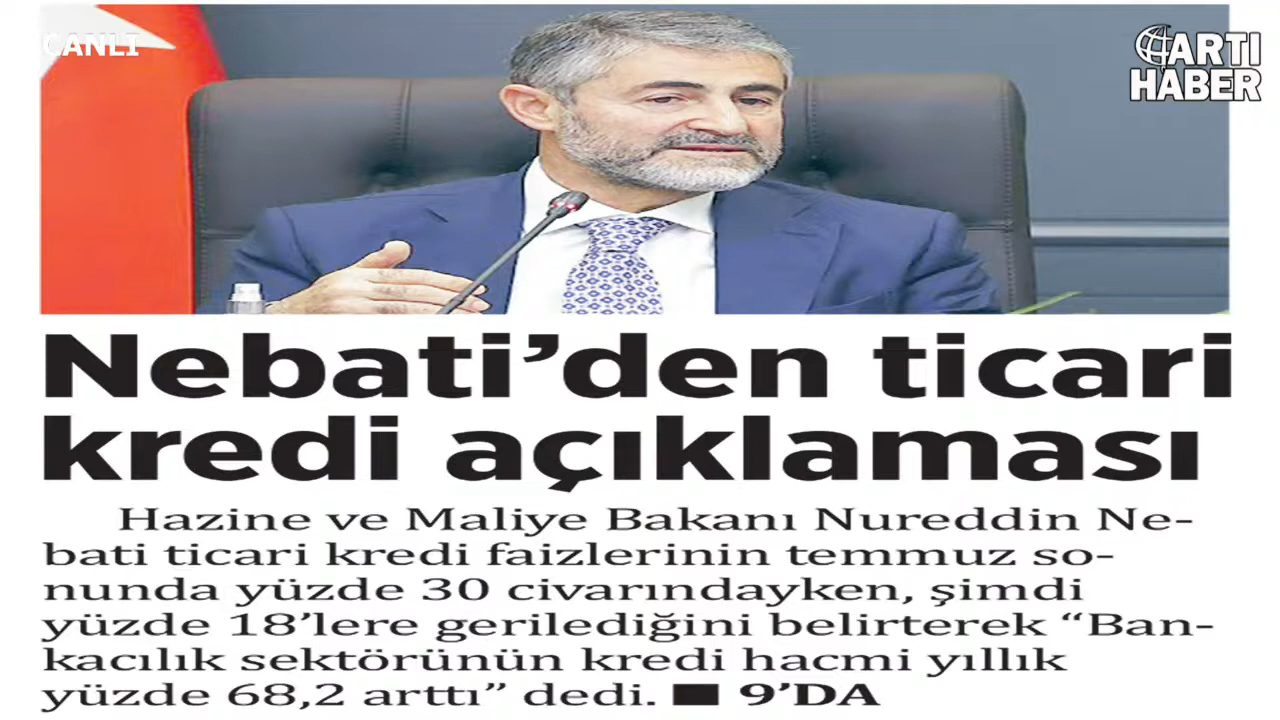 CANLI
ARTI
HABER
Nebati’den ticari
kredi açıklaması
Hazine ve Maliye Bakanı Nureddin Ne-
bati ticari kredi faizlerinin temmuz so-
nunda yüzde 30 civarındayken, şimdi
yüzde 18’lere gerilediğini belirterek “Ban-
kacılık sektörünün kredi hacmi yıllık
yüzde 68,2 arttı” dedi. ■ 9’DA